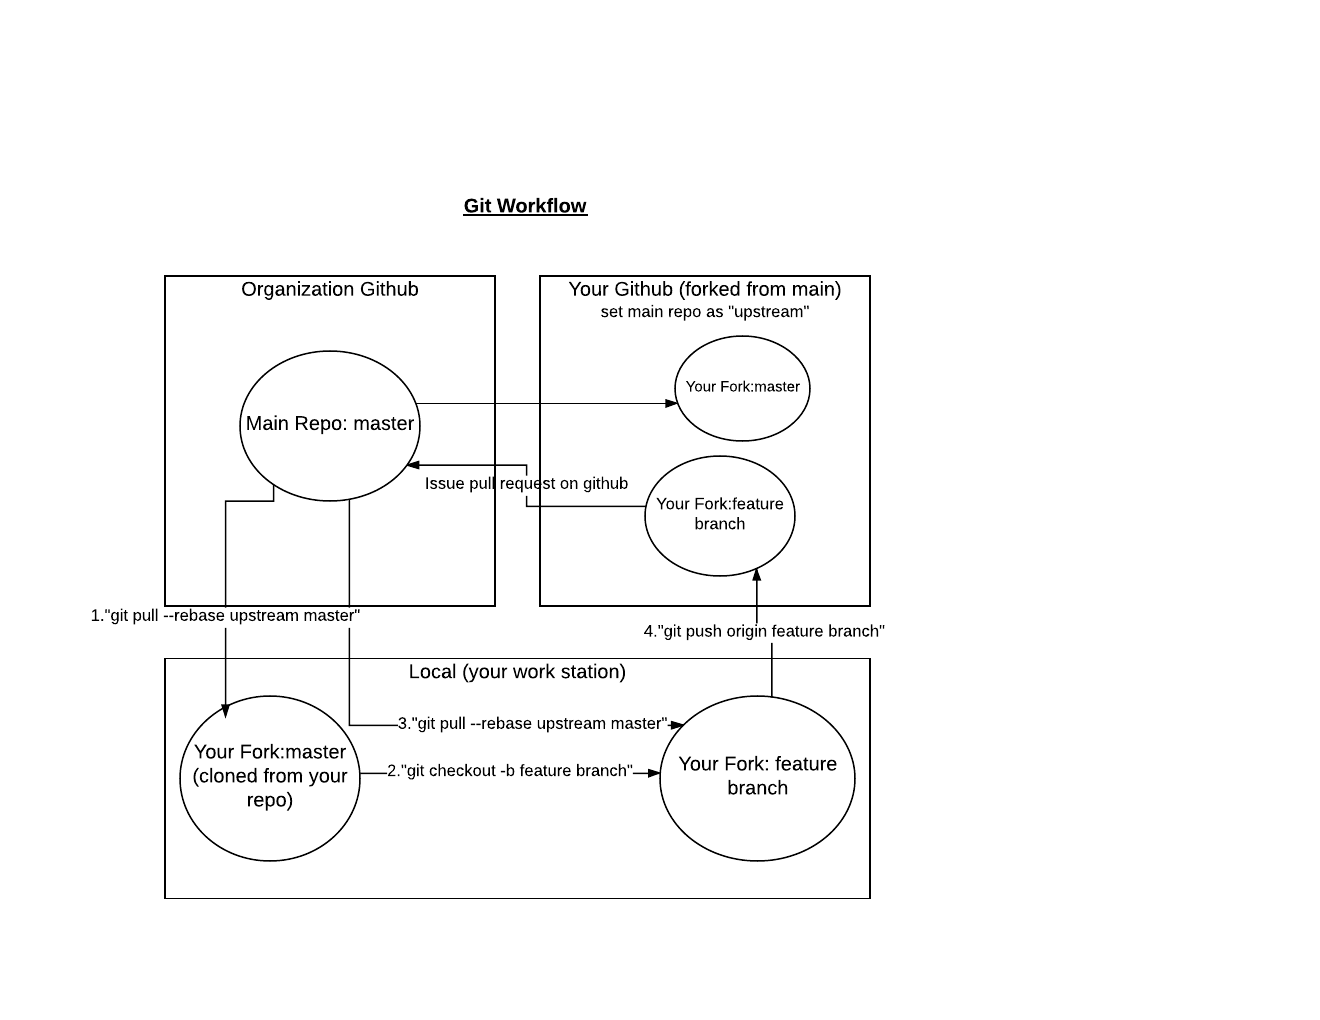 Git Workflow
Organization Github
Your Github (forked from main)
set main repo as "upstream"
Your Fork:master
Main Repo: master
Issue pull request on github
Your Fork:feature
branch
1."git pull --rebase upstream master"
4."git push origin feature branch"
Local (your work station)
3."git pull --rebase upstream master"
2."git checkout -b feature branch"
Your Fork:master
(cloned from your
repo)
Your Fork: feature
branch